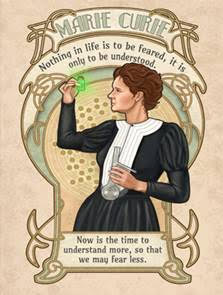 MARIE CURIE
Nothing in life is to be feared, it is
only to be understood.
Now is the time to
understand more, so that
we may fear less.